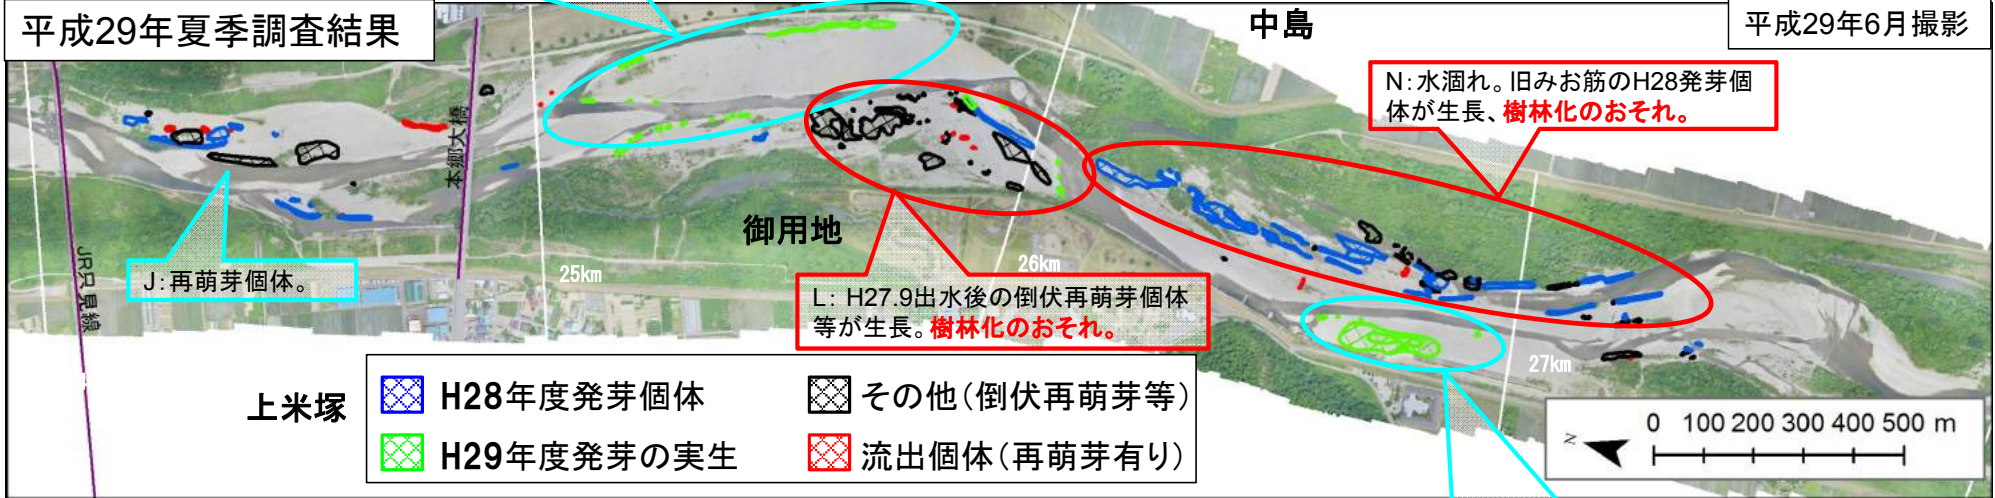 平成29年夏季調査結果
中島
平成29年6月撮影
N:水涸れ。旧みお筋のH28発芽個
体が生長、樹林化のおそれ。
本郷大橋
御用地
JR只見線
J:再萌芽個体。
25km
26km
L: H27.9出水後の倒伏再萌芽個体
等が生長。樹林化のおそれ。
27km
上米塚
H28年度発芽個体
その他(倒伏再萌芽等)
H29年度発芽の実生
流出個体(再萌芽有り)
N
0 100 200 300 400 500 m